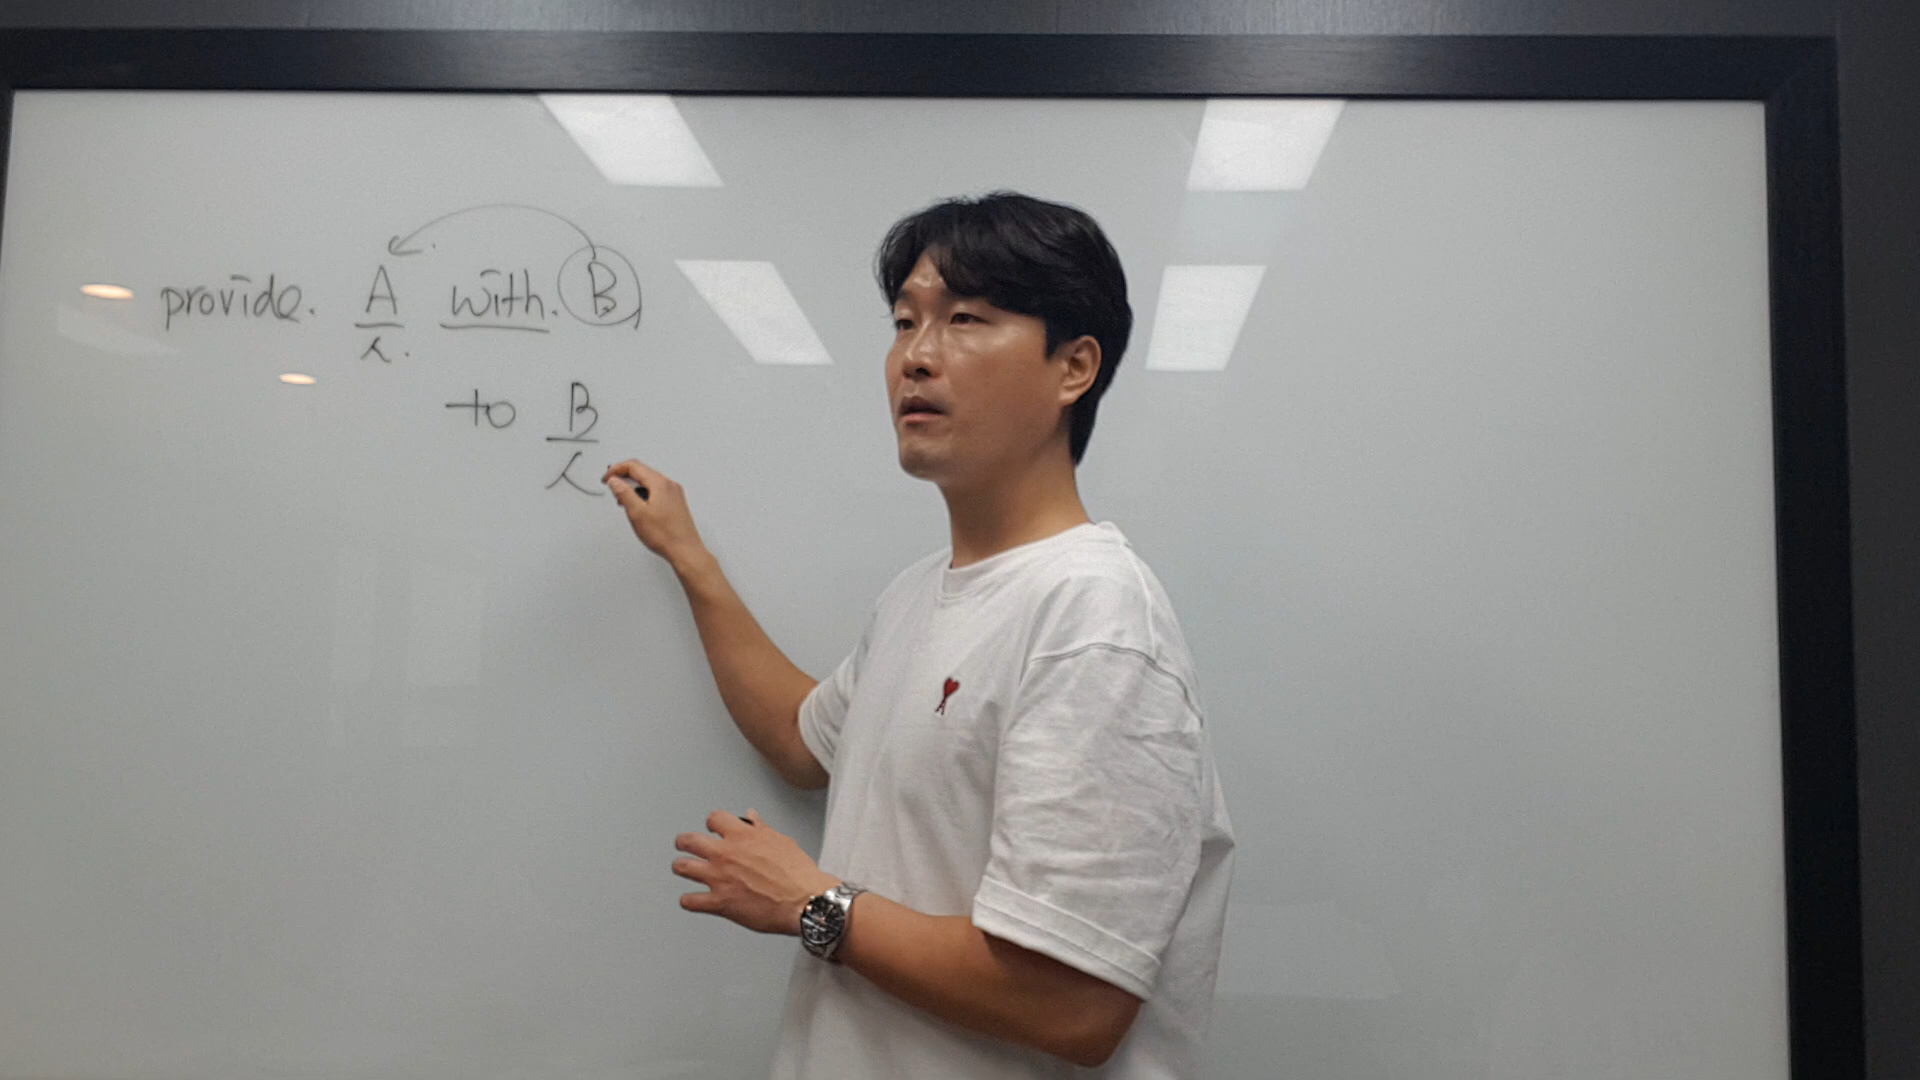 provide. A with. B
人.
to B
人